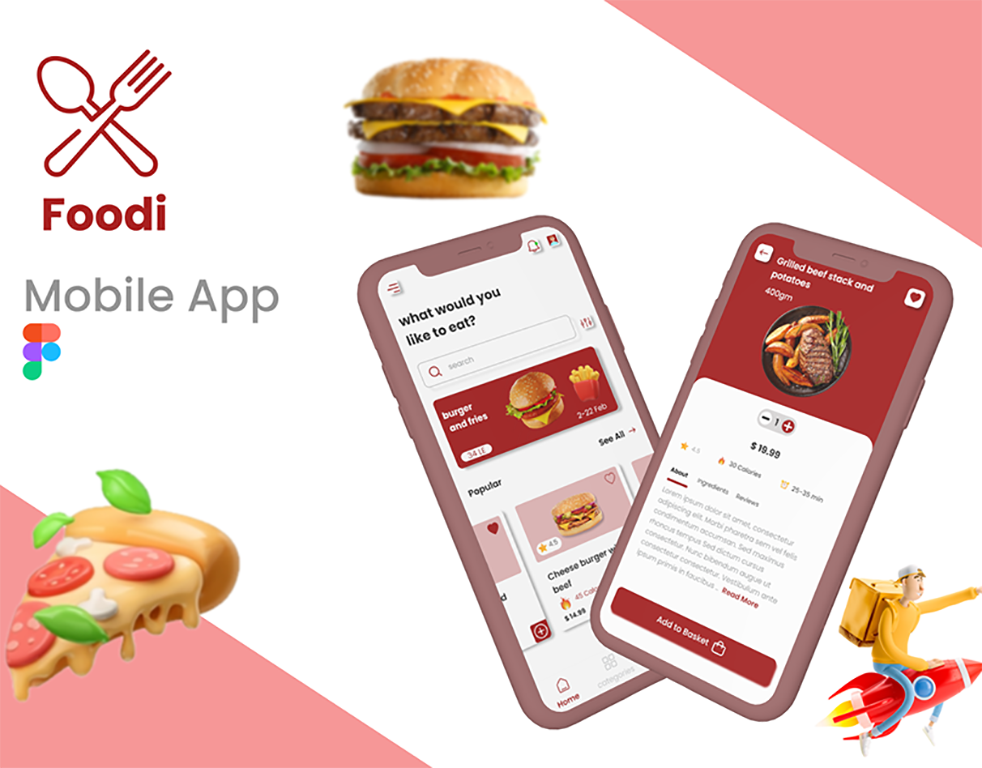 Foodi
Mobile App
what would you
like to eat?
search
burger
and fries
2-22 Feb
34 LE
See All
Popular
4.5
Cheese burger w
beef
45 Calo
$ 14.99
Home
categories
Grilled beef stack and
potatoes
400gm
1
$ 19.99
4.5
30 Calories
25-35 min
About
Ingredients
Reviews
Lorem ipsum dolor sit amet, consectetur
adipiscing elit. Morbi pharetra sem vel felis
condimentum accumsan. Sed maximus
rhoncus tempus Sed dictum cursus
consectetur. Nunc bibendum augue ut
consectetur consectetur. Vestibulum ante
ipsum primis in faucibus .. Read More
Add to Basket